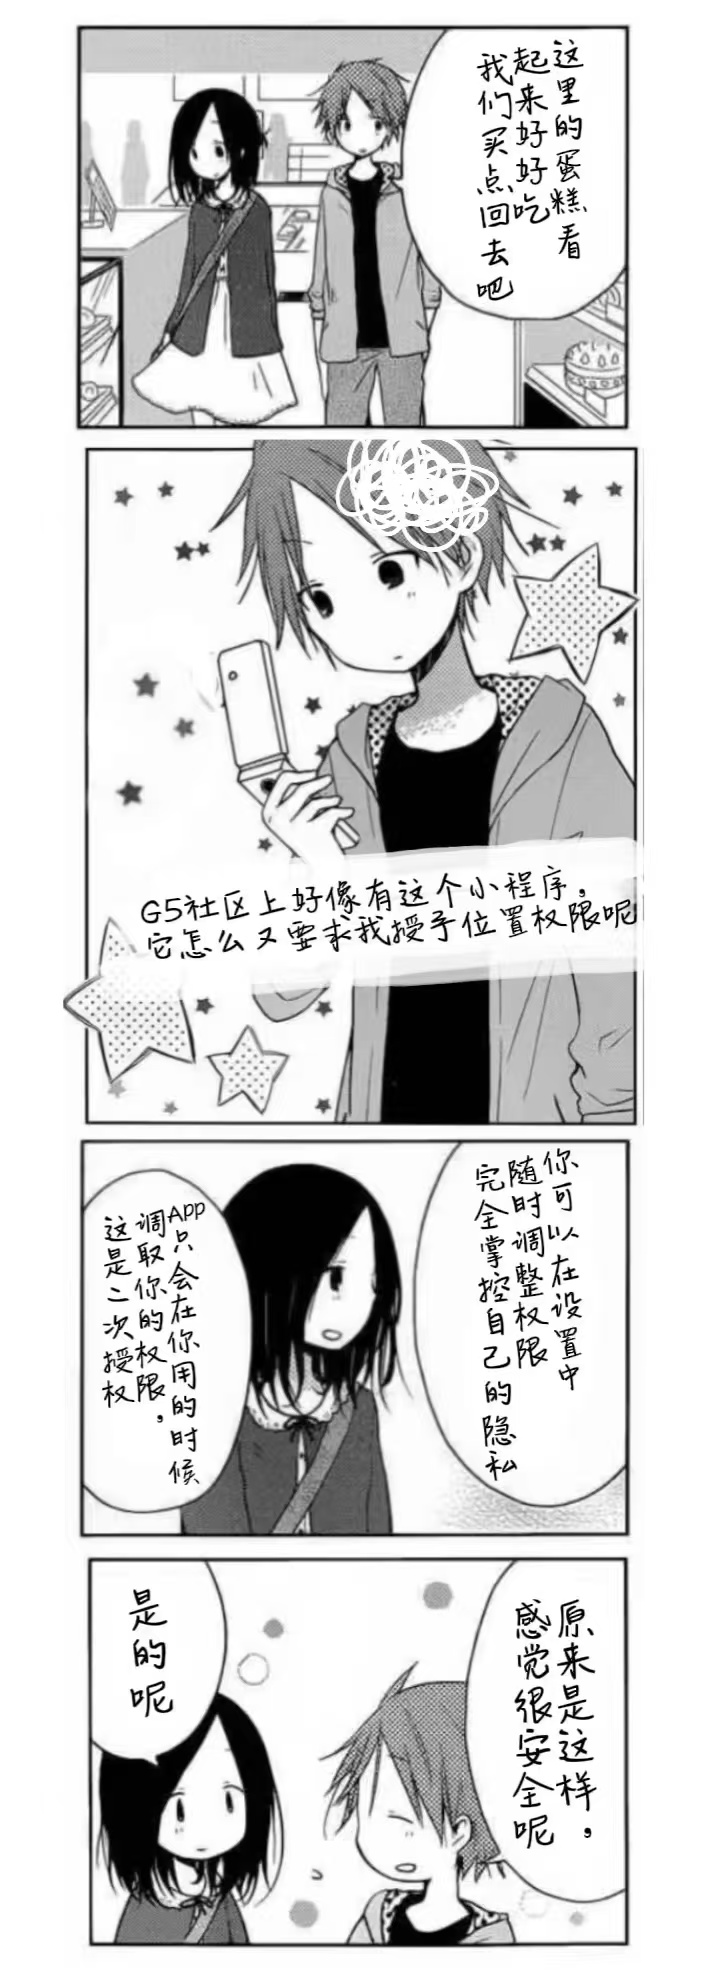 这里的蛋糕看
起来好好吃
我们买点回去吧
G5社区上好像有这个小程序，
它怎么又要求我授予位置权限呢
你可以在设置中
随时调整权限
完全掌控自己的隐私
App只会在你用的时候
调取你的权限，
这是二次授权
原来是这样，
感觉很安全呢
是的呢